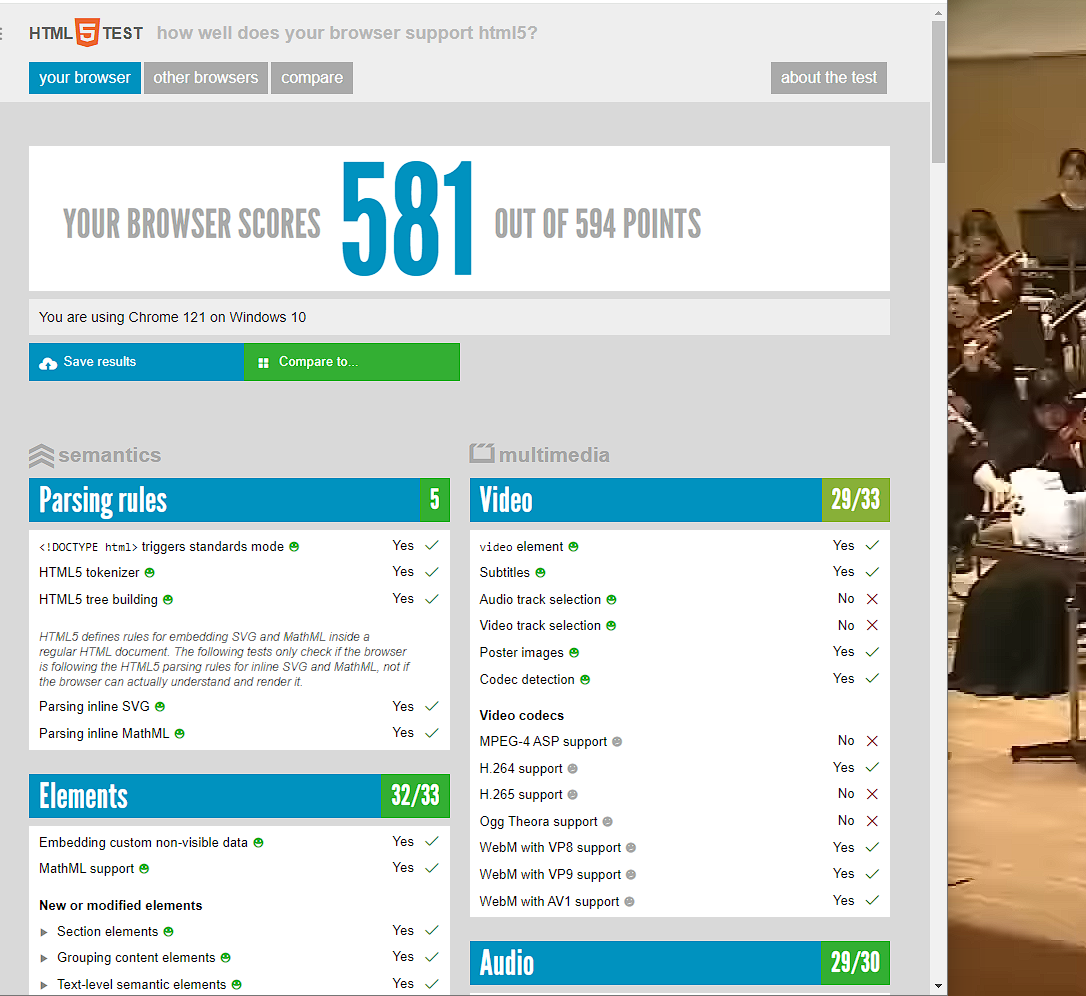 HTML 5 TEST how well does your browser support html5?
your browser other browsers compare about the test
YOUR BROWSER SCORES 581 OUT OF 594 POINTS
You are using Chrome 121 on Windows 10
Save results Compare to...
semantics
Parsing rules 5
<!DOCTYPE html> triggers standards mode Yes
HTML5 tokenizer Yes
HTML5 tree building Yes
HTML5 defines rules for embedding SVG and MathML inside a
regular HTML document. The following tests only check if the browser
is following the HTML5 parsing rules for inline SVG and MathML, not if
the browser can actually understand and render it.
Parsing inline SVG Yes
Parsing inline MathML Yes
Elements 32/33
Embedding custom non-visible data Yes
MathML support Yes
New or modified elements
Section elements Yes
Grouping content elements Yes
Text-level semantic elements Yes
multimedia
Video 29/33
video element Yes
Subtitles Yes
Audio track selection No
Video track selection No
Poster images Yes
Codec detection Yes
Video codecs
MPEG-4 ASP support No
H.264 support Yes
H.265 support No
Ogg Theora support No
WebM with VP8 support Yes
WebM with VP9 support Yes
WebM with AV1 support Yes
Audio 29/30